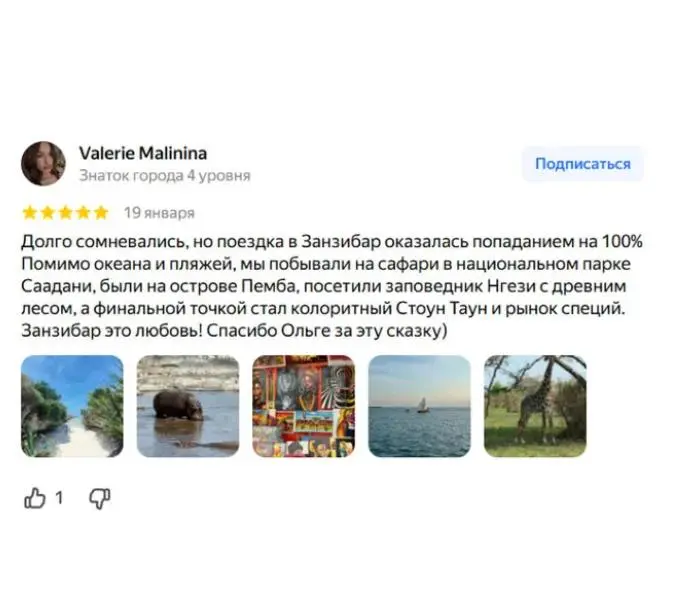 Valerie Malinina
Знаток города 4 уровня
Подписаться
19 января
Долго сомневались, но поездка в Занзибар оказалась попаданием на 100%
Помимо океана и пляжей, мы побывали на сафари в национальном парке
Саадани, были на острове Пемба, посетили заповедник Нгези с древним
лесом, а финальной точкой стал колоритный Стоун Таун и рынок специй.
Занзибар это любовь! Спасибо Ольге за эту сказку)
1